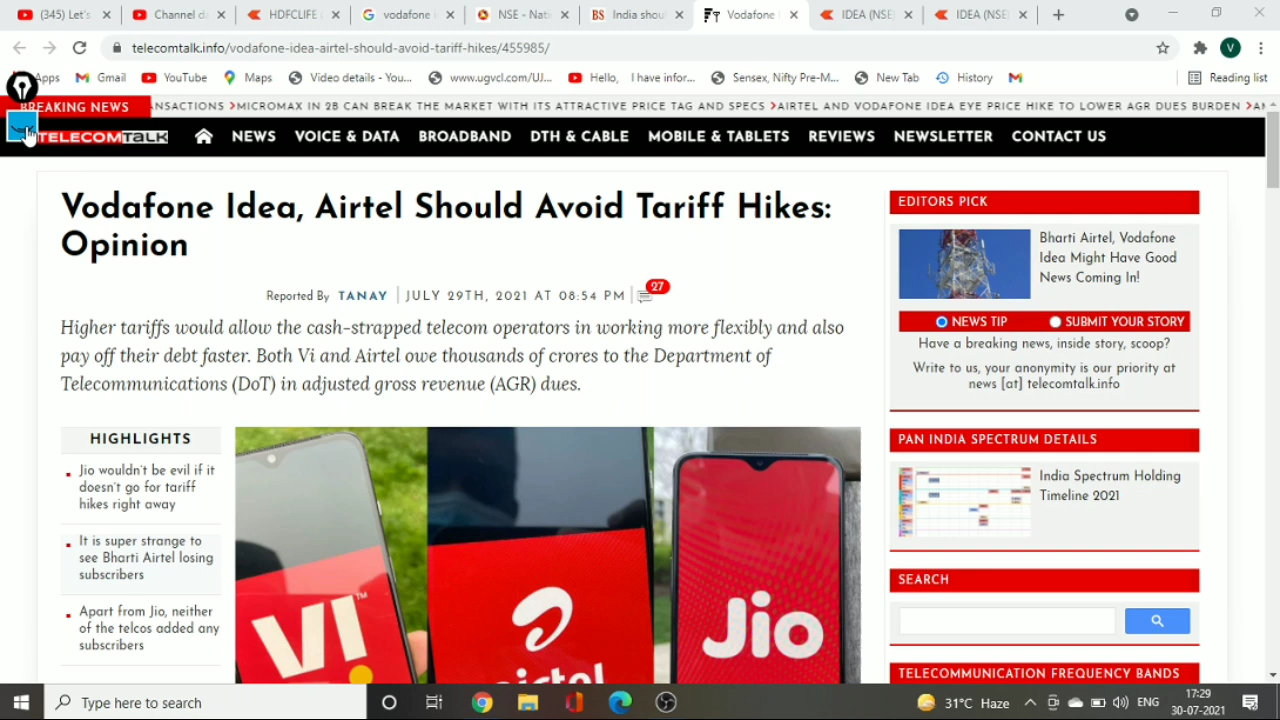 (345) Let's
Channel da
HDFCLIFE
vodafone i
NSE - Nati
India shou
Vodafone
IDEA (NSE)
IDEA (NSE
telecomtalk.info/vodafone-idea-airtel-should-avoid-tariff-hikes/455985/
V
Apps
Gmail
YouTube
Maps
Video details - You...
www.ugvcl.com/UJ...
Hello, I have infor...
Sensex, Nifty Pre-M...
New Tab
History
Reading list
BREAKING NEWS
NSACTIONS >MICROMAX IN 2B CAN BREAK THE MARKET WITH ITS ATTRACTIVE PRICE TAG AND SPECS >AIRTEL AND VODAFONE IDEA EYE PRICE HIKE TO LOWER AGR DUES BURDEN >
TELECOMTALK
NEWS
VOICE & DATA
BROADBAND
DTH & CABLE
MOBILE & TABLETS
REVIEWS
NEWSLETTER
CONTACT US
Vodafone Idea, Airtel Should Avoid Tariff Hikes:
Opinion
Reported By TANAY JULY 29TH, 2021 AT 08:54 PM 27
Higher tariffs would allow the cash-strapped telecom operators in working more flexibly and also
pay off their debt faster. Both Vi and Airtel owe thousands of crores to the Department of
Telecommunications (DoT) in adjusted gross revenue (AGR) dues.
HIGHLIGHTS
Jio wouldn't be evil if it
doesn't go for tariff
hikes right away
It is super strange to
see Bharti Airtel losing
subscribers
Apart from Jio, neither
of the telcos added any
subscribers
VI
airtel
Jio
EDITORS PICK
Bharti Airtel, Vodafone
Idea Might Have Good
News Coming In!
NEWS TIP
SUBMIT YOUR STORY
Have a breaking news, inside story, scoop?
Write to us, your anonymity is our priority at
news [at] telecomtalk.info
PAN INDIA SPECTRUM DETAILS
India Spectrum Holding
Timeline 2021
SEARCH
TELECOMMUNICATION FREQUENCY BANDS
Type here to search
31°C Haze
ENG
17:29
30-07-2021